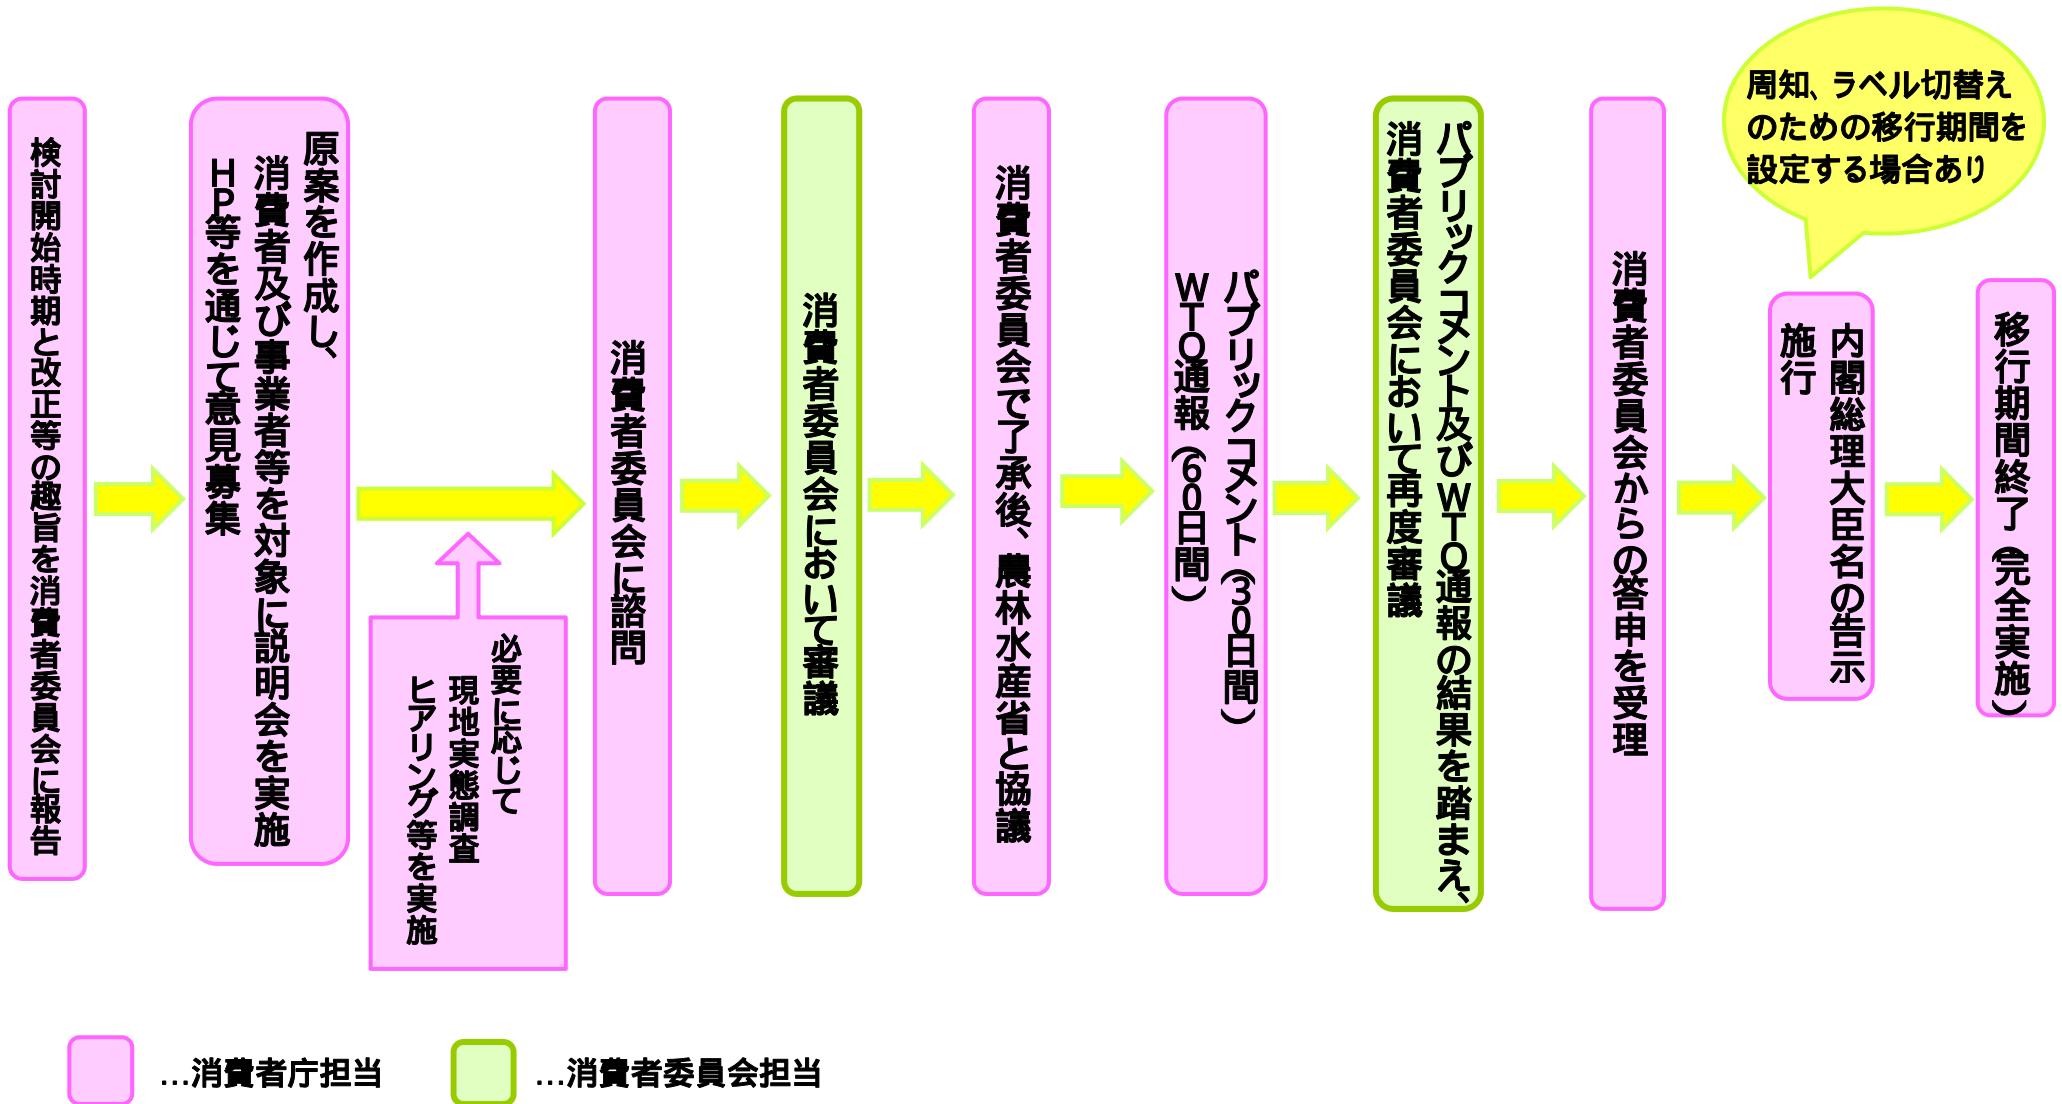 検討開始時期と改正等の趣旨を消費者委員会に報告
原案を作成し、
消費者及び事業者等を対象に説明会を実施
ＨＰ等を通じて意見募集
必要に応じて
現地実態調査
ヒアリング等を実施
消費者委員会に諮問
消費者委員会において審議
消費者委員会で了承後、農林水産省と協議
パブリックコメント（３０日間）
ＷＴＯ通報（６０日間）
パブリックコメント及びＷＴＯ通報の結果を踏まえ、
消費者委員会において再度審議
消費者委員会からの答申を受理
周知、ラベル切替え
のための移行期間を
設定する場合あり
内閣総理大臣名の告示
施行
移行期間終了（完全実施）
…消費者庁担当
…消費者委員会担当